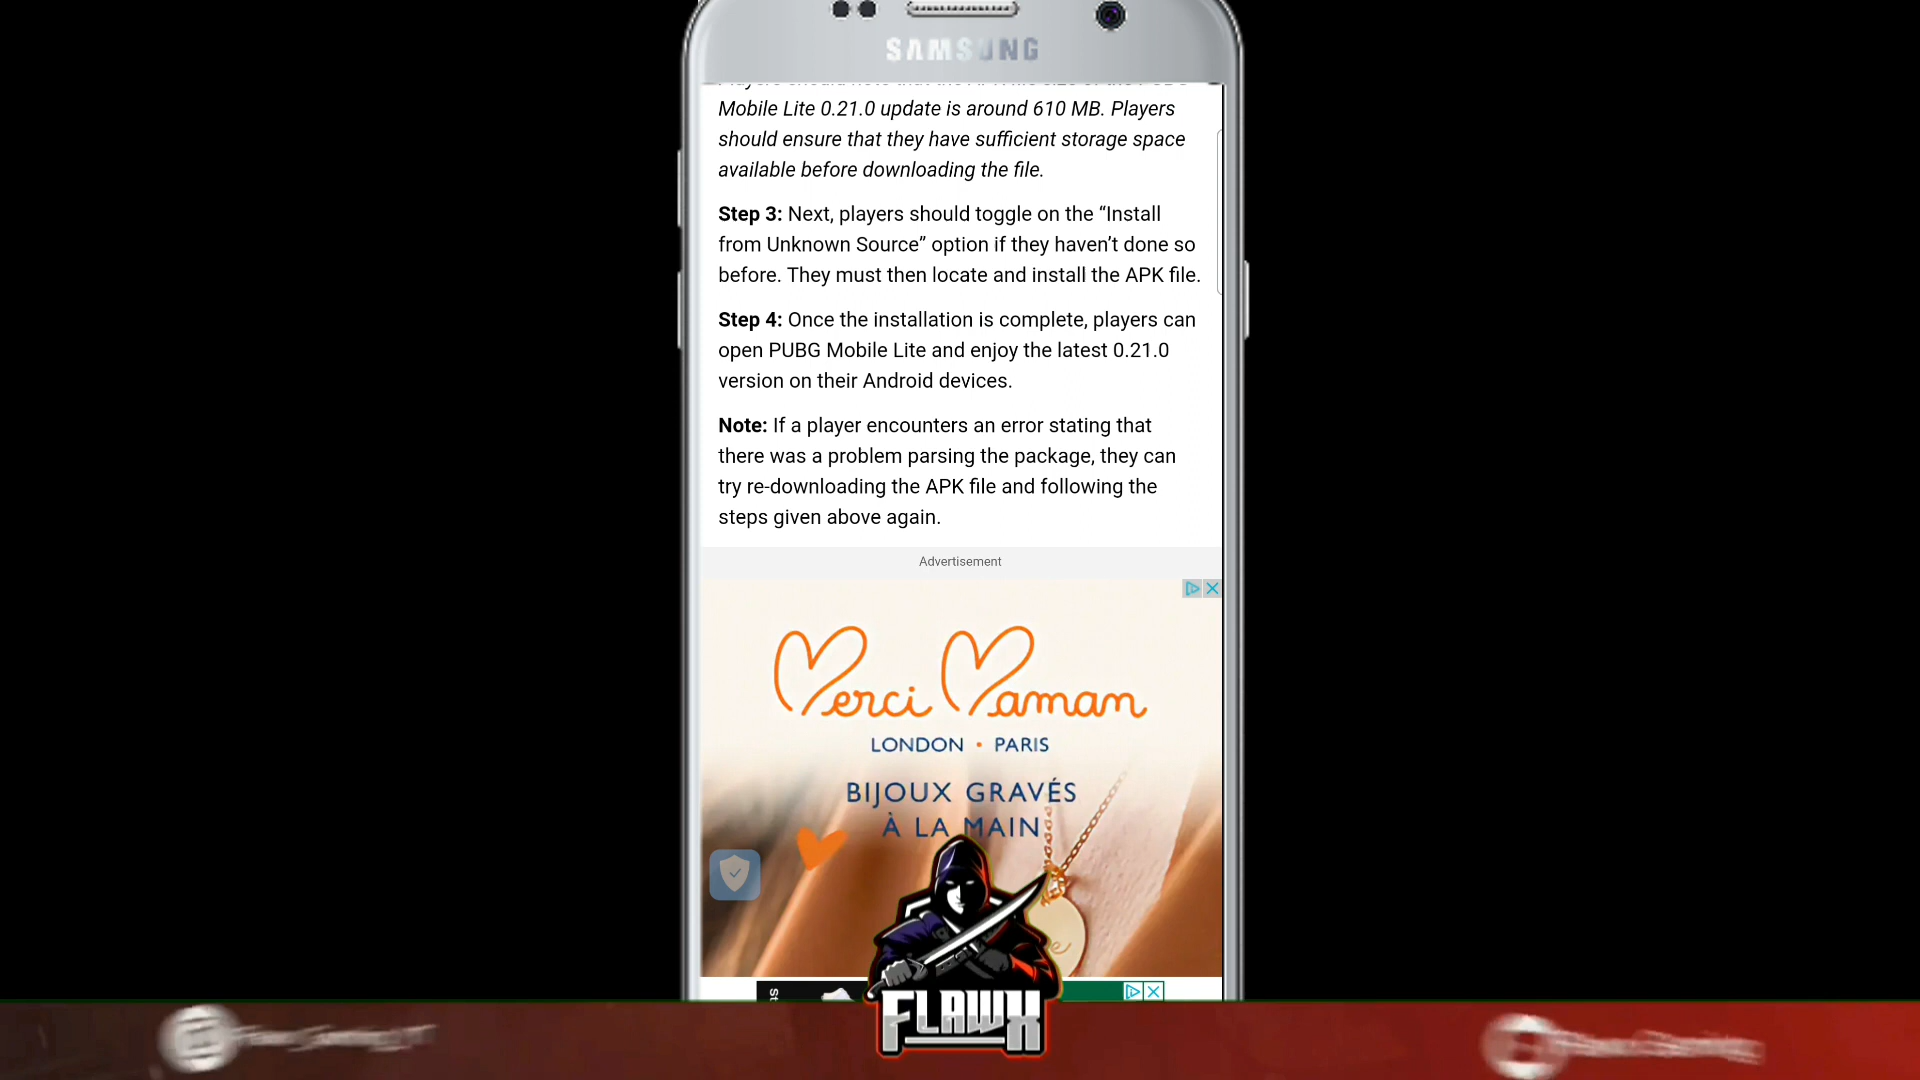 SAMSUNG
Mobile Lite 0.21.0 update is around 610 MB. Players
should ensure that they have sufficient storage space
available before downloading the file.
Step 3: Next, players should toggle on the “Install
from Unknown Source” option if they haven’t done so
before. They must then locate and install the APK file.
Step 4: Once the installation is complete, players can
open PUBG Mobile Lite and enjoy the latest 0.21.0
version on their Android devices.
Note: If a player encounters an error stating that
there was a problem parsing the package, they can
try re-downloading the APK file and following the
steps given above again.
Advertisement
Merci Maman
LONDON • PARIS
BIJOUX GRAVÉS
À LA MAIN
FLAWX